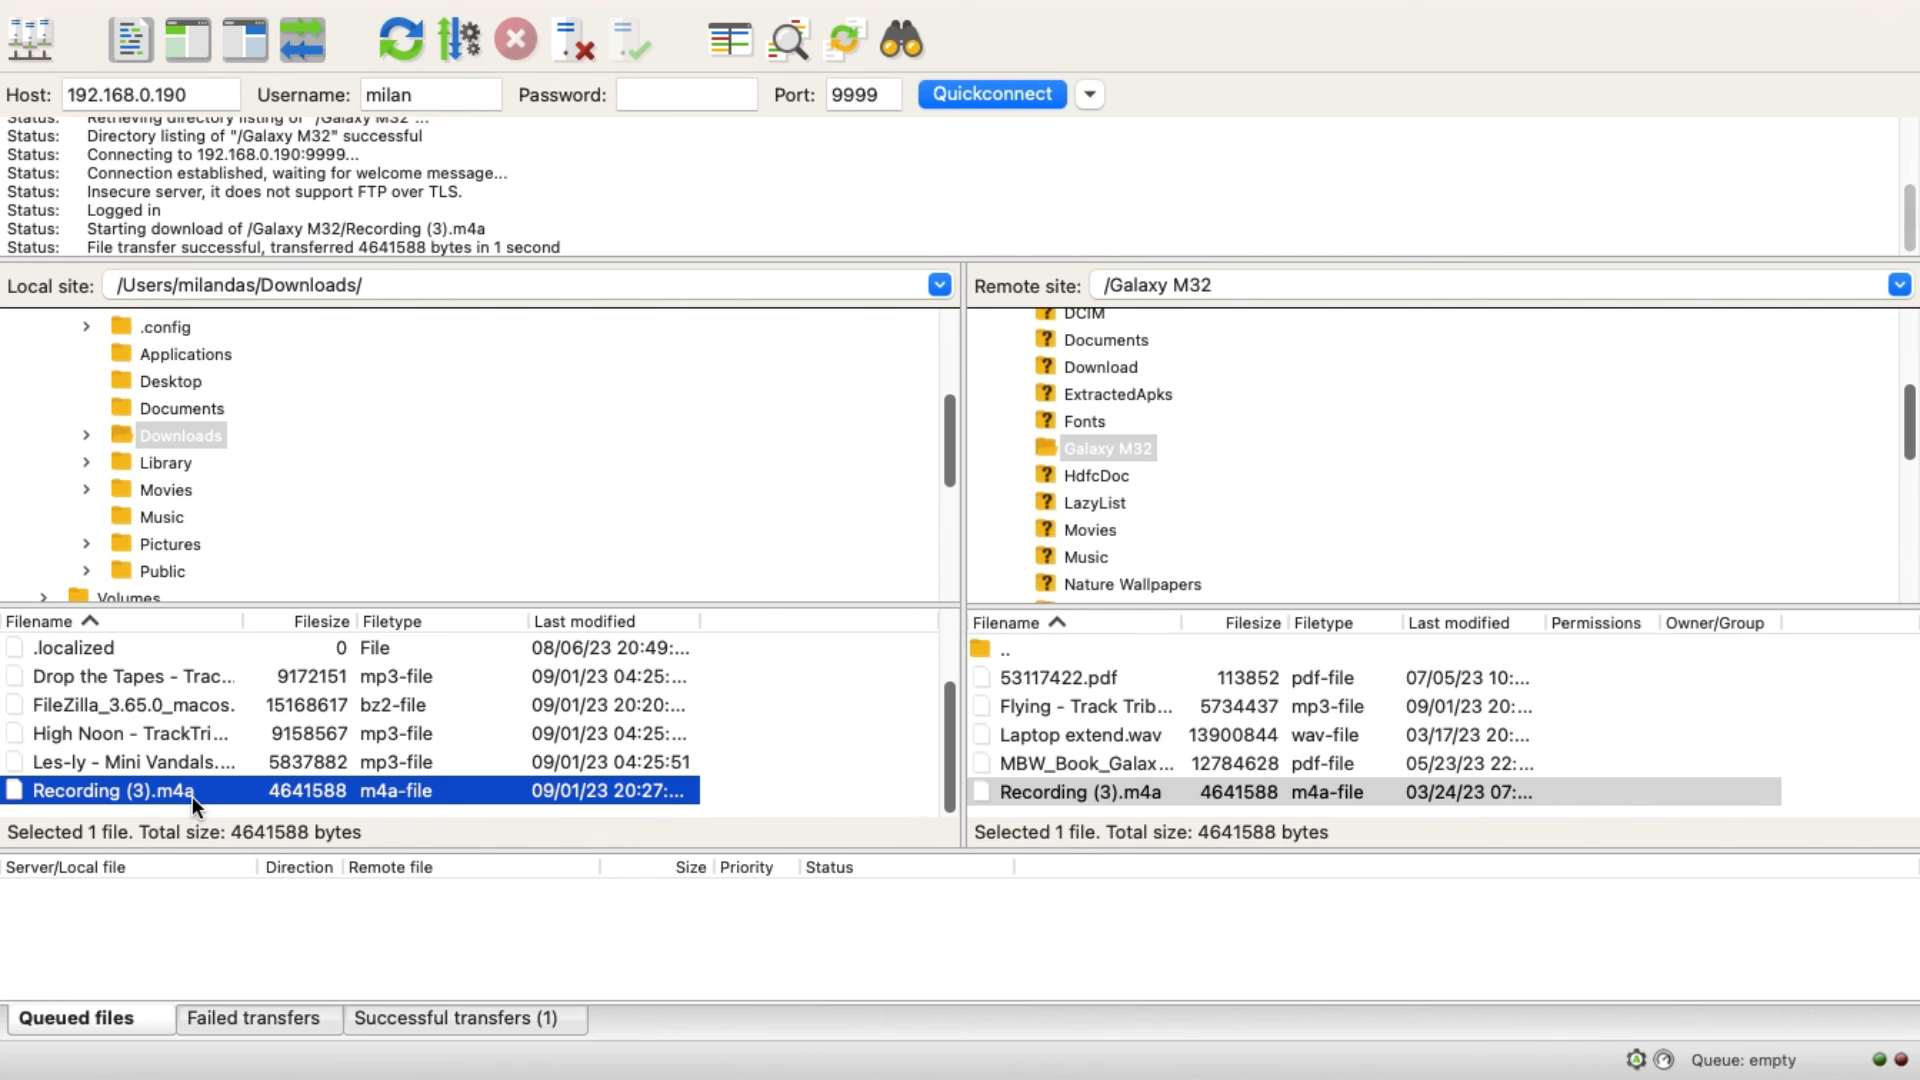 Host: 192.168.0.190 Username: milan Password: Port: 9999 Quickconnect
Status: Retrieving directory listing of "/Galaxy M32"...
Status: Directory listing of "/Galaxy M32" successful
Status: Connecting to 192.168.0.190:9999...
Status: Connection established, waiting for welcome message...
Status: Insecure server, it does not support FTP over TLS.
Status: Logged in
Status: Starting download of /Galaxy M32/Recording (3).m4a
Status: File transfer successful, transferred 4641588 bytes in 1 second
Local site: /Users/milandas/Downloads/
.config
Applications
Desktop
Documents
Downloads
Library
Movies
Music
Pictures
Public
Volumes
Filename Filesize Filetype Last modified
.localized 0 File 08/06/23 20:49:...
Drop the Tapes - Trac... 9172151 mp3-file 09/01/23 04:25:...
FileZilla_3.65.0_macos. 15168617 bz2-file 09/01/23 20:20:...
High Noon - TrackTri... 9158567 mp3-file 09/01/23 04:25:...
Les-ly - Mini Vandals.... 5837882 mp3-file 09/01/23 04:25:51
Recording (3).m4a 4641588 m4a-file 09/01/23 20:27:...
Selected 1 file. Total size: 4641588 bytes
Remote site: /Galaxy M32
DCIM
Documents
Download
ExtractedApks
Fonts
Galaxy M32
HdfcDoc
LazyList
Movies
Music
Nature Wallpapers
Filename Filesize Filetype Last modified Permissions Owner/Group
..
53117422.pdf 113852 pdf-file 07/05/23 10:...
Flying - Track Trib... 5734437 mp3-file 09/01/23 20:...
Laptop extend.wav 13900844 wav-file 03/17/23 20:...
MBW_Book_Galax... 12784628 pdf-file 05/23/23 22:...
Recording (3).m4a 4641588 m4a-file 03/24/23 07:...
Selected 1 file. Total size: 4641588 bytes
Server/Local file Direction Remote file Size Priority Status
Queued files Failed transfers Successful transfers (1)
Queue: empty